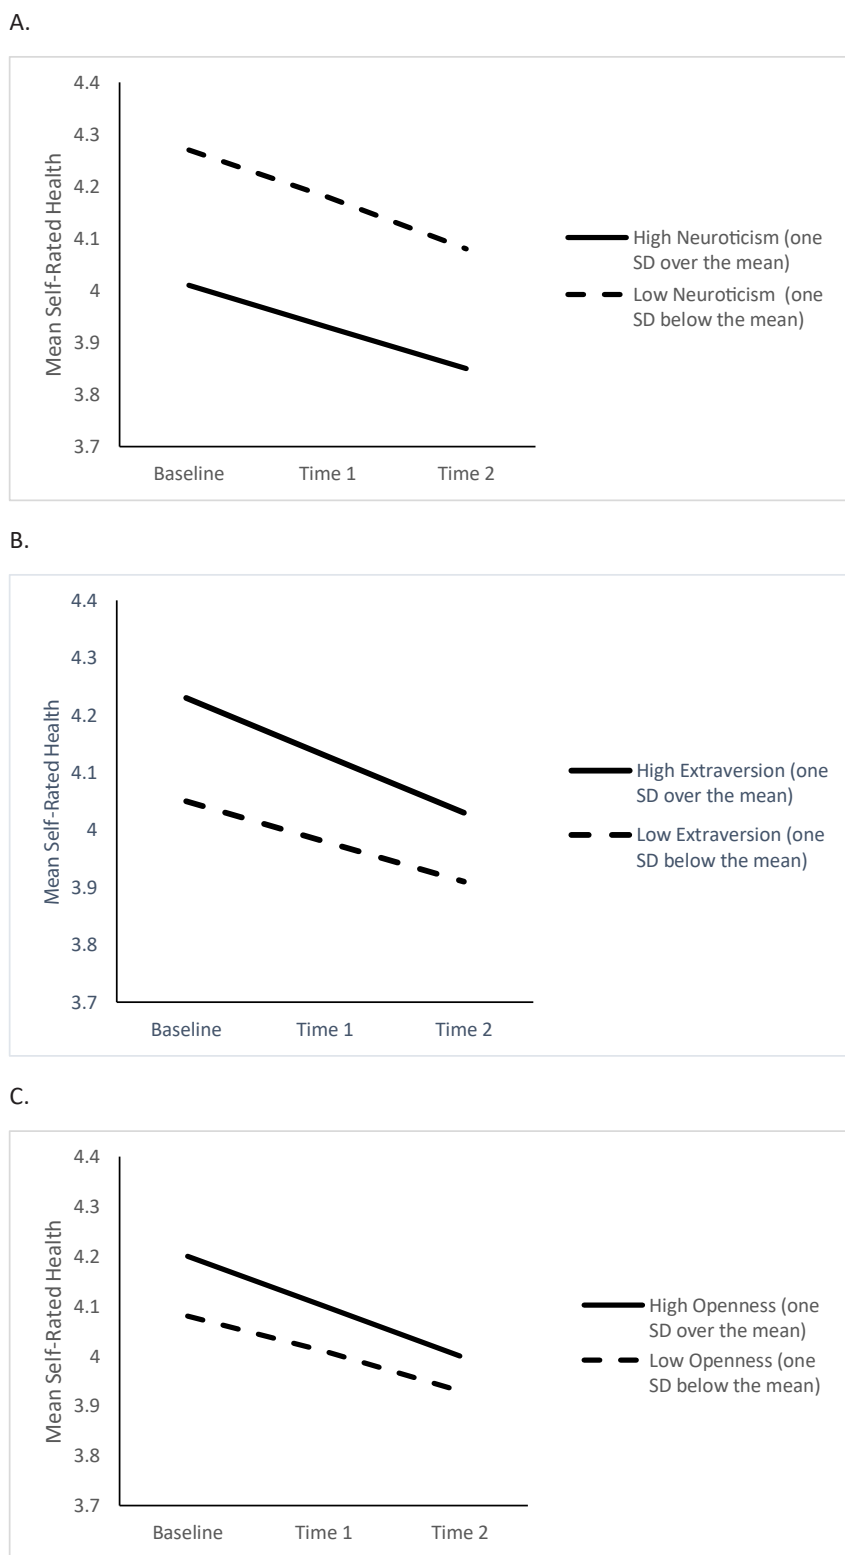 A.
4.4
4.3
4.2
4.1
4
3.9
3.8
3.7
Mean Self-Rated Health
Baseline Time 1 Time 2
High Neuroticism (one
SD over the mean)
Low Neuroticism (one
SD below the mean)
B.
4.4
4.3
4.2
4.1
4
3.9
3.8
3.7
Mean Self-Rated Health
Baseline Time 1 Time 2
High Extraversion (one
SD over the mean)
Low Extraversion (one
SD below the mean)
C.
4.4
4.3
4.2
4.1
4
3.9
3.8
3.7
Mean Self-Rated Health
Baseline Time 1 Time 2
High Openness (one
SD over the mean)
Low Openness (one
SD below the mean)